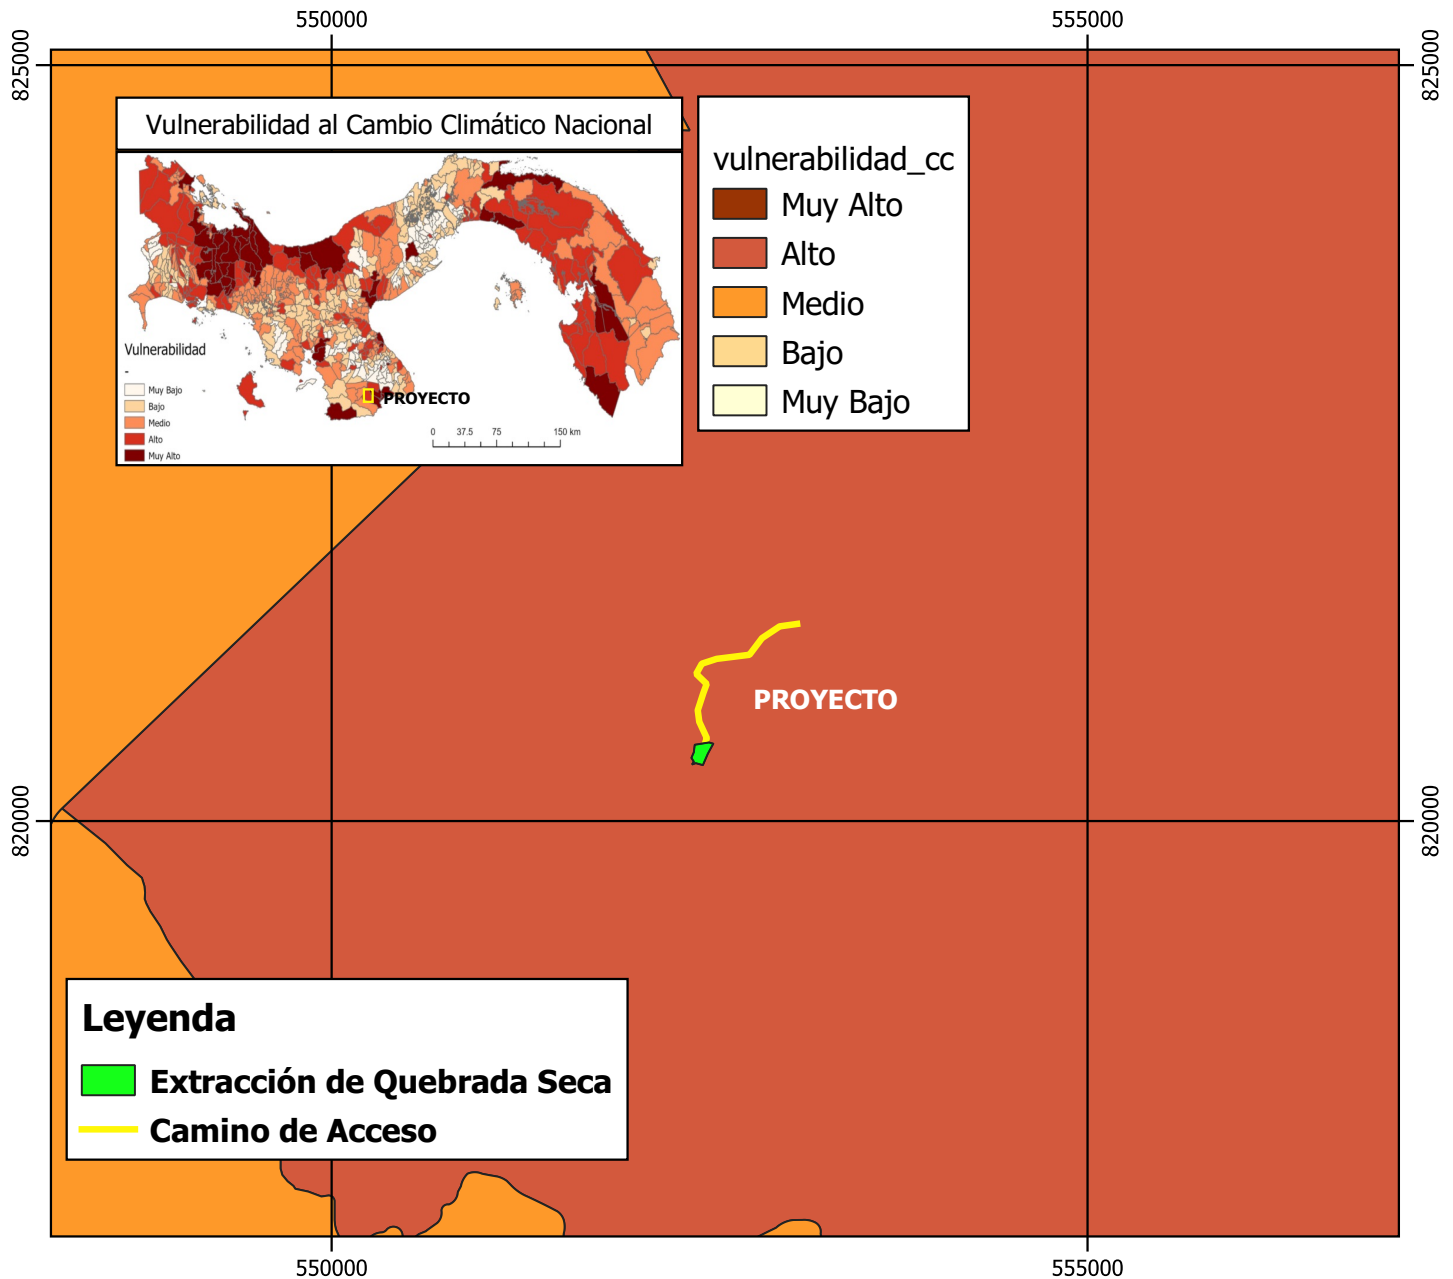 550000
555000
825000
825000
Vulnerabilidad al Cambio Climático Nacional
Vulnerabilidad
Muy Bajo
Bajo
Medio
Alto
Muy Alto
PROYECTO
0 37.5 75 150 km
vulnerabilidad_cc
Muy Alto
Alto
Medio
Bajo
Muy Bajo
PROYECTO
820000
820000
Leyenda
Extracción de Quebrada Seca
Camino de Acceso
550000
555000